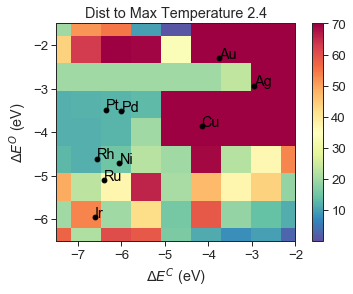 Dist to Max Temperature 2.4
−2
−3
−4
−5
−6
ΔE^O (eV)
Au
Ag
Pt Pd
Cu
Rh Ni
Ru
Ir
−7 −6 −5 −4 −3 −2
ΔE^C (eV)
70
60
50
40
30
20
10